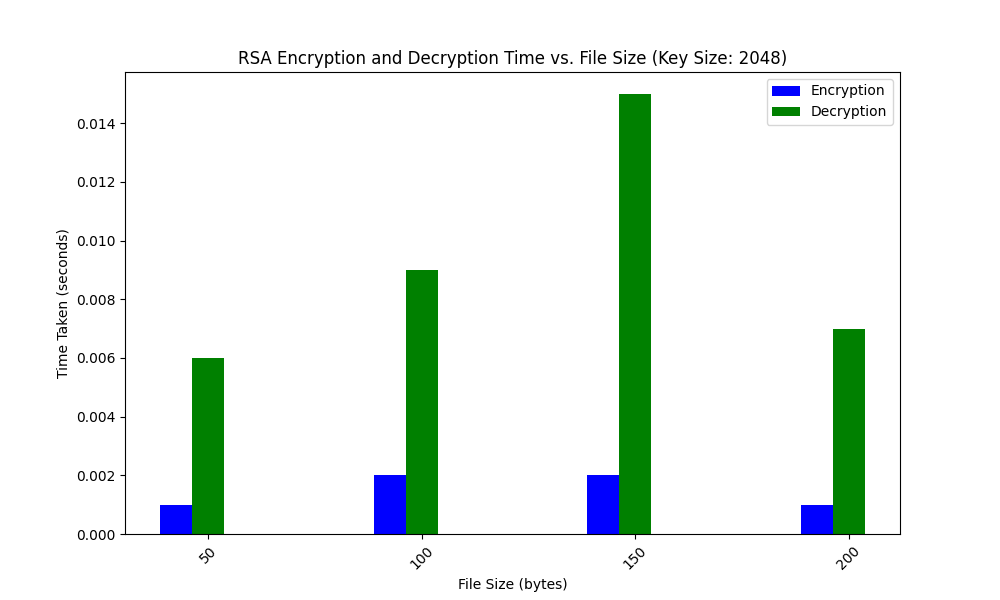 RSA Encryption and Decryption Time vs. File Size (Key Size: 2048)
Encryption
Decryption
0.014
0.012
0.010
0.008
0.006
0.004
0.002
0.000
Time Taken (seconds)
50
100
150
200
File Size (bytes)